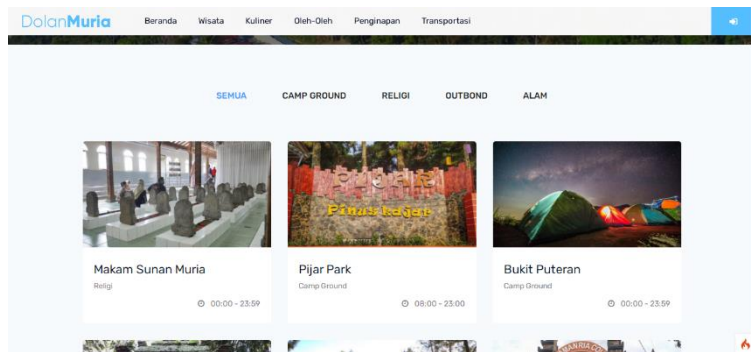 DolanMuria Beranda Wisata Kuliner Oleh-Oleh Penginapan Transportasi
SEMUA CAMP GROUND RELIGI OUTBOND ALAM
PIJAR
Pinus Kajar
Makam Sunan Muria
Religi
00:00 - 23:59
Pijar Park
Camp Ground
08:00 - 23:00
Bukit Puteran
Camp Ground
00:00 - 23:59